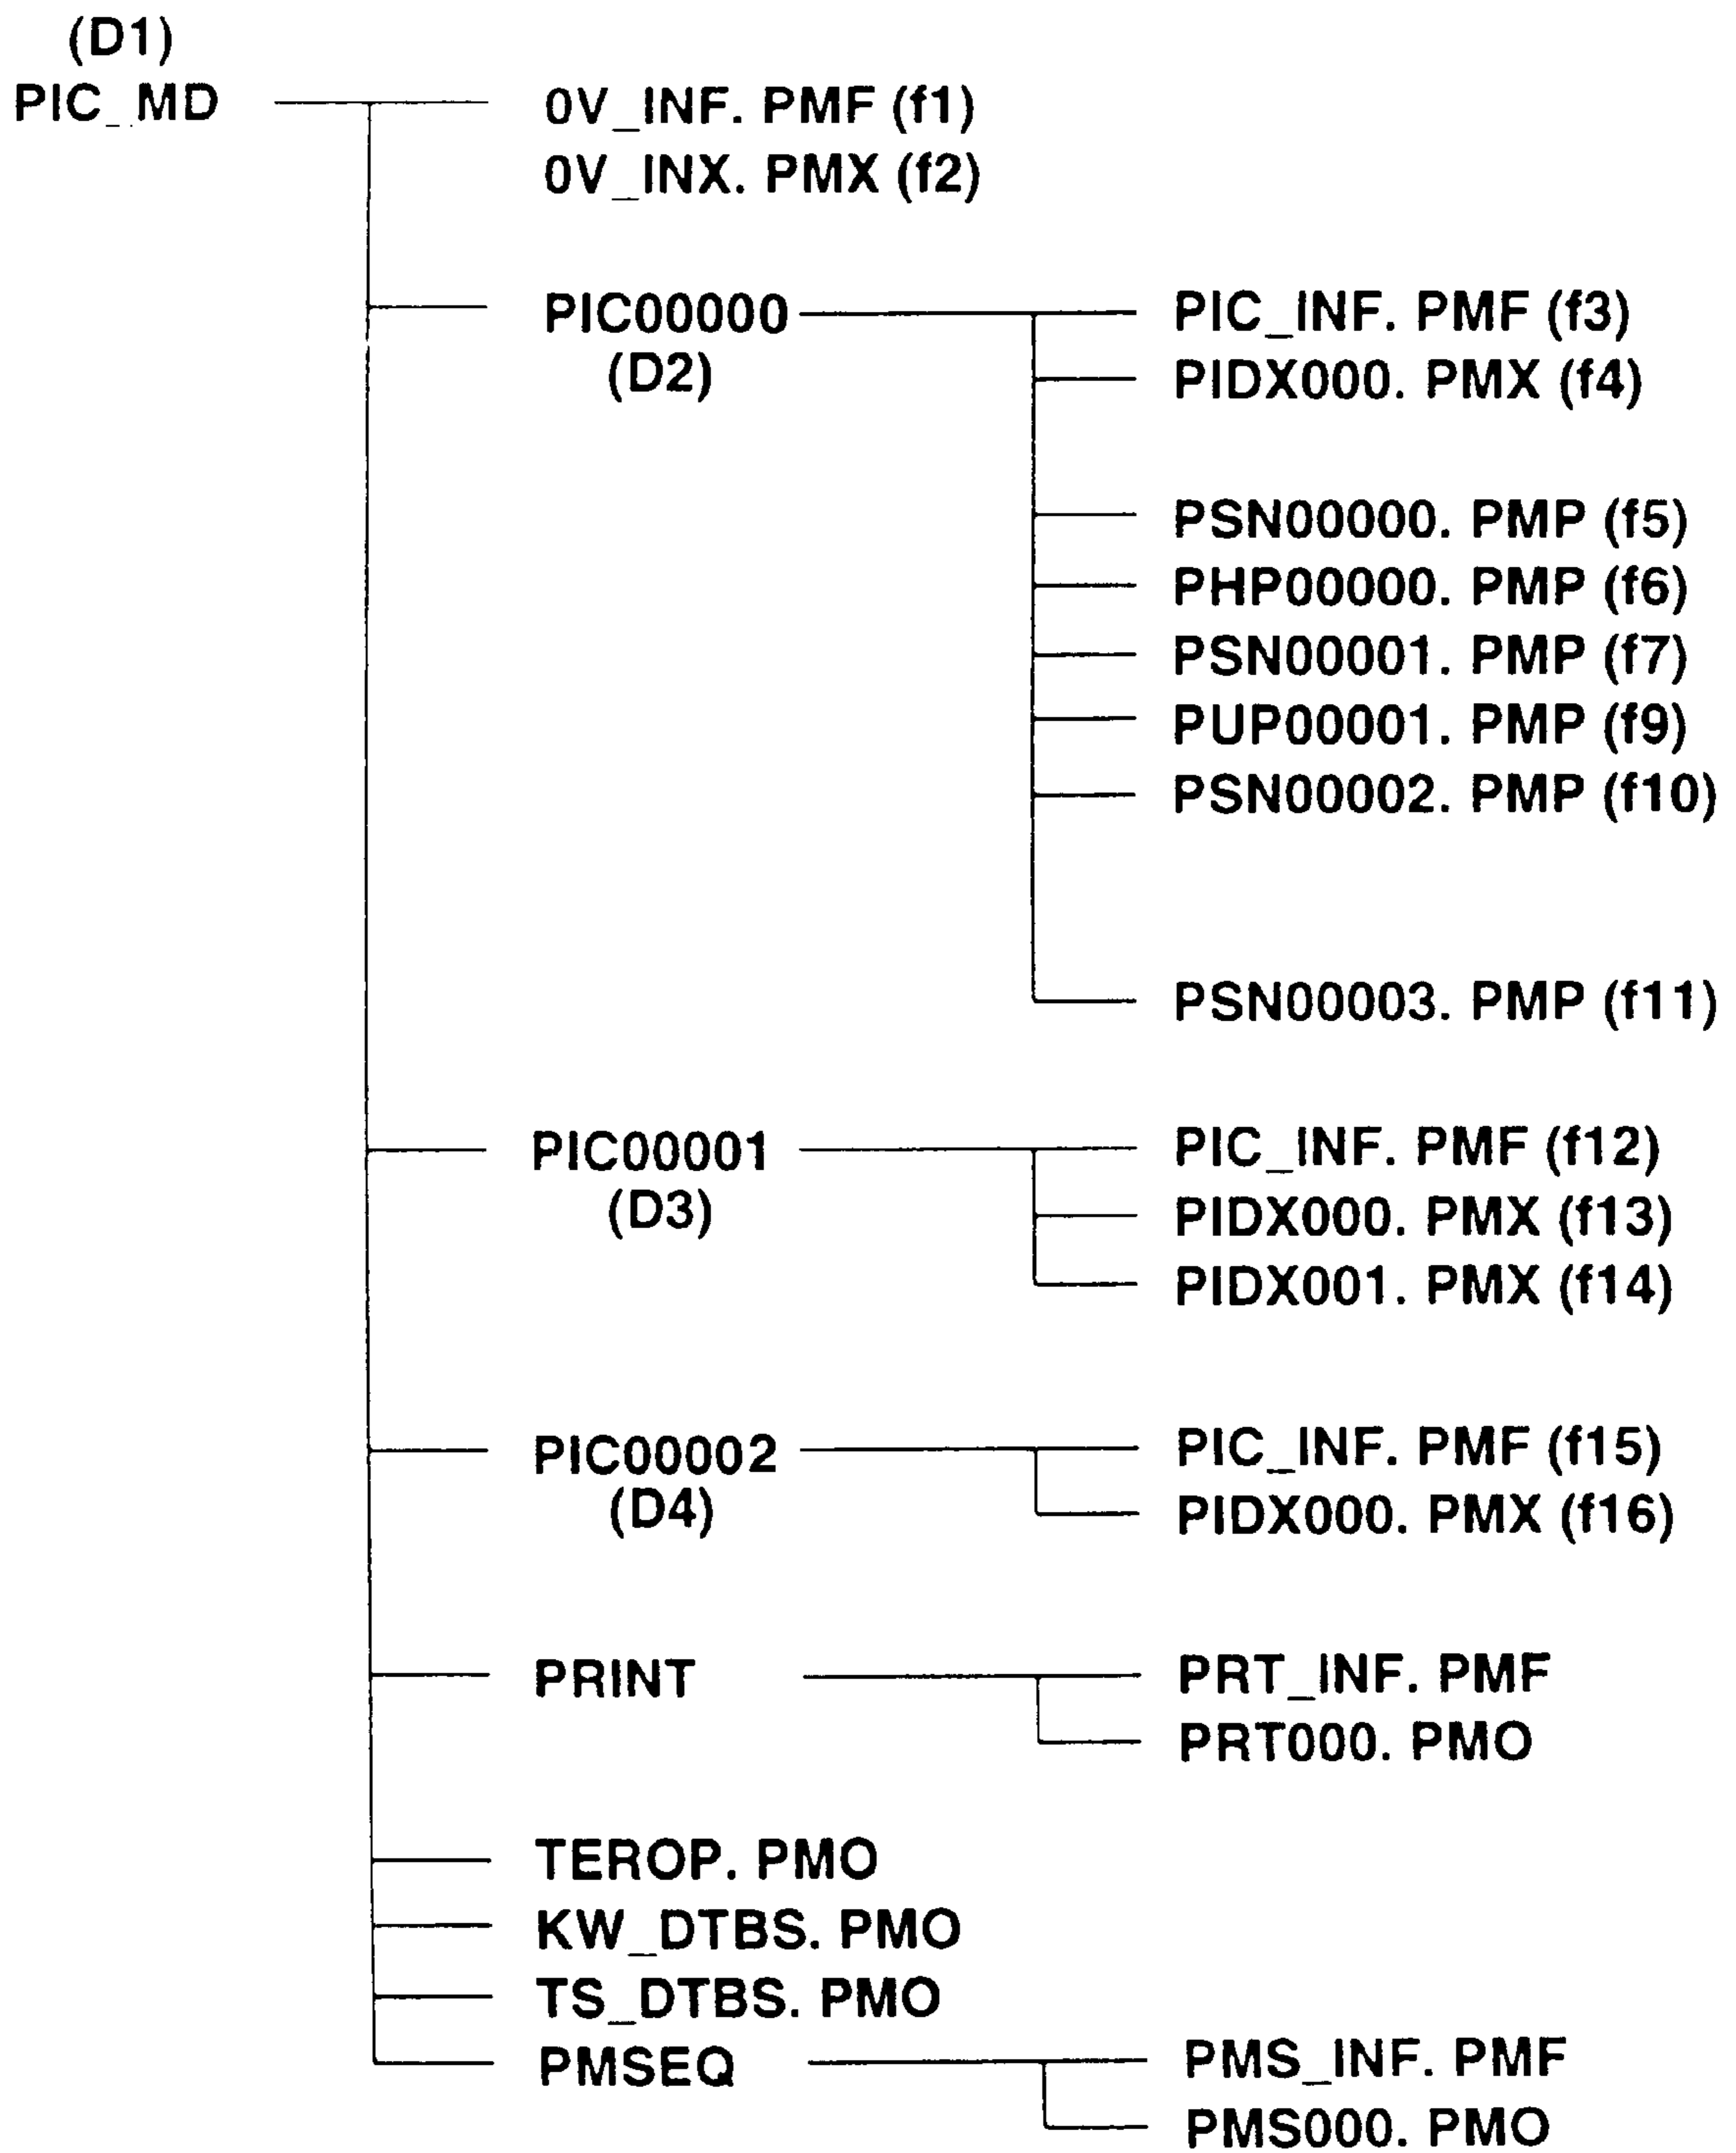 (D1)
PIC_MD
0V_INF. PMF (f1)
0V_INX. PMX (f2)
PIC00000
(D2)
PIC_INF. PMF (f3)
PIDX000. PMX (f4)
PSN00000. PMP (f5)
PHP00000. PMP (f6)
PSN00001. PMP (f7)
PUP00001. PMP (f9)
PSN00002. PMP (f10)
PSN00003. PMP (f11)
PIC00001
(D3)
PIC_INF. PMF (f12)
PIDX000. PMX (f13)
PIDX001. PMX (f14)
PIC00002
(D4)
PIC_INF. PMF (f15)
PIDX000. PMX (f16)
PRINT
PRT_INF. PMF
PRT000. PMO
TEROP. PMO
KW_DTBS. PMO
TS_DTBS. PMO
PMSEQ
PMS_INF. PMF
PMS000. PMO